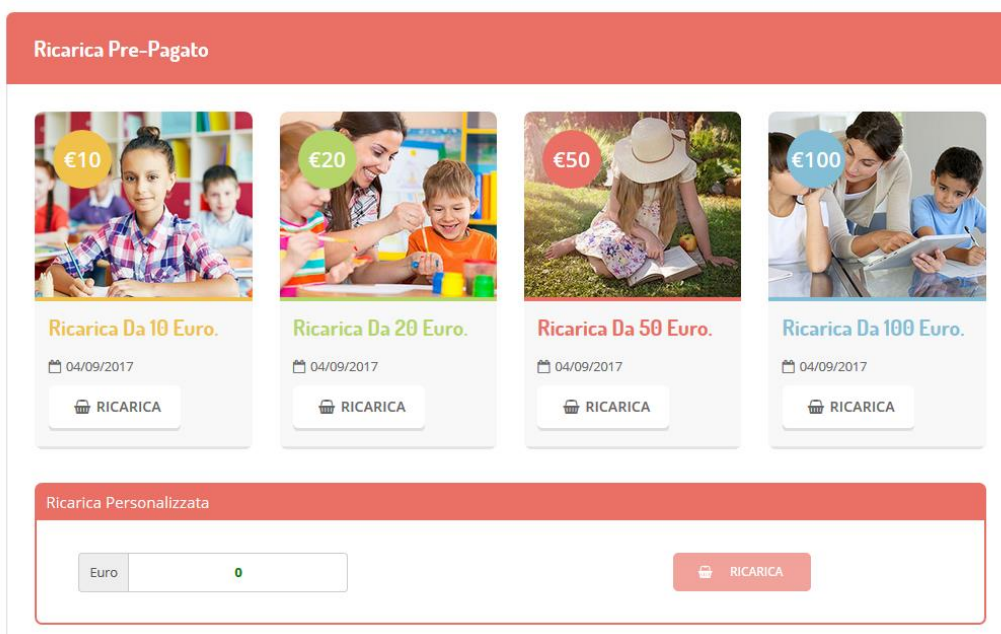 Ricarica Pre-Pagato
€10
€20
€50
€100
Ricarica Da 10 Euro.
Ricarica Da 20 Euro.
Ricarica Da 50 Euro.
Ricarica Da 100 Euro.
04/09/2017
04/09/2017
04/09/2017
04/09/2017
RICARICA
RICARICA
RICARICA
RICARICA
Ricarica Personalizzata
Euro 0
RICARICA